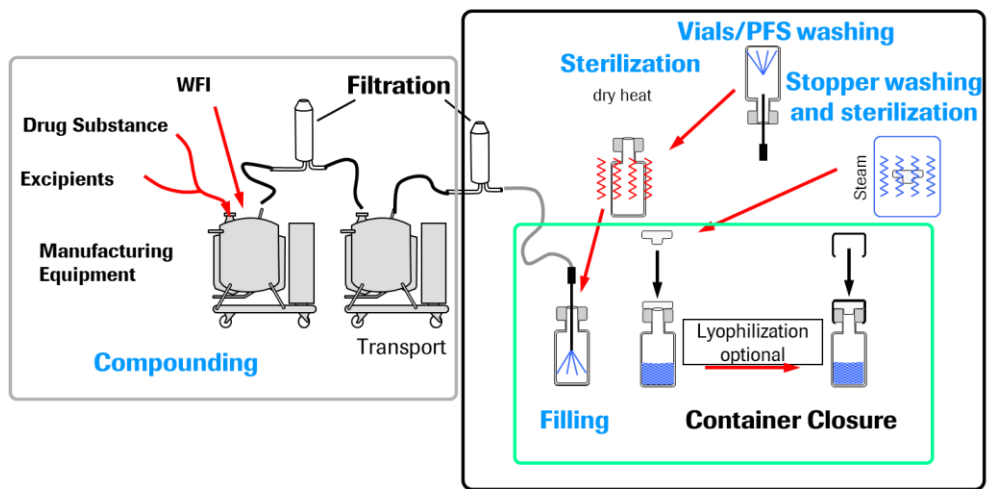 WFI
Filtration
Drug Substance
Excipients
Manufacturing
Equipment
Transport
Compounding
Vials/PFS washing
Sterilization
dry heat
Stopper washing
and sterilization
Steam
Lyophilization
optional
Filling
Container Closure